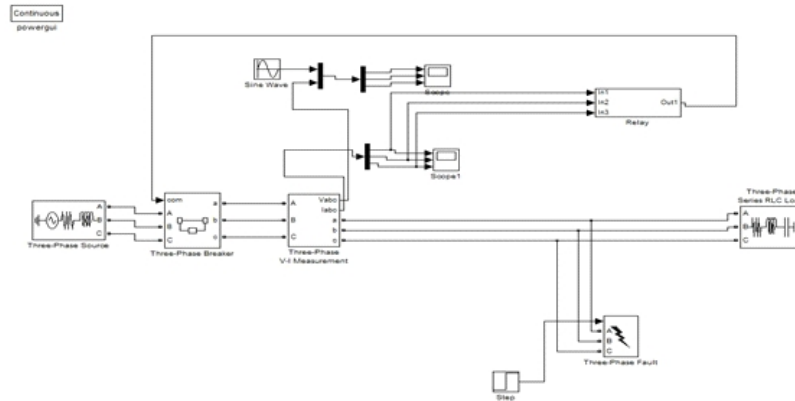 Continuous
powergui
Sine Wave
Scope
In1
In2
In3
Out1
Relay
Scope1
com
A
B
C
a
b
c
Three-Phase Breaker
A
B
C
Three-Phase Source
Vabc
Iabc
A
B
C
a
b
c
Three-Phase
V-I Measurement
Three-Phase
Series RLC Lo
A
B
C
A
B
C
Three-Phase Fault
Step